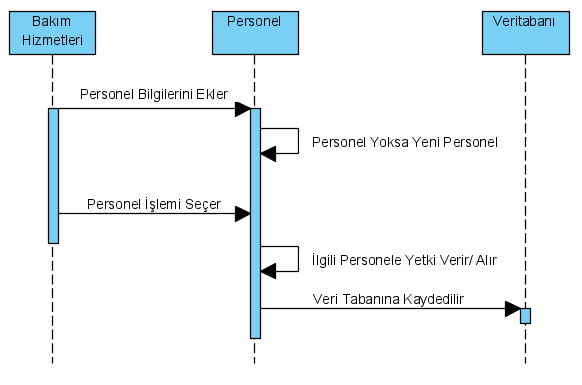 Bakım
Hizmetleri
Personel
Veritabanı
Personel Bilgilerini Ekler
Personel Yoksa Yeni Personel
Personel İşlemi Seçer
İlgili Personele Yetki Verir/ Alır
Veri Tabanına Kaydedilir